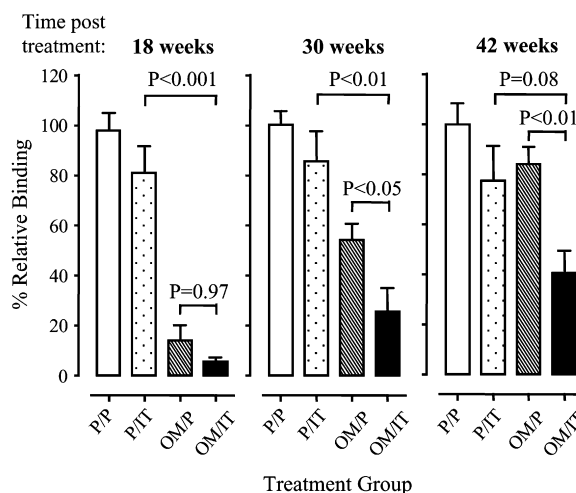 Time post
treatment: 18 weeks 30 weeks 42 weeks
P<0.001 P<0.01 P=0.08
P<0.01
P<0.05
P=0.97
% Relative Binding
120
100
80
60
40
20
0
P/P P/IT OM/P OM/IT P/P P/IT OM/P OM/IT P/P P/IT OM/P OM/IT
Treatment Group